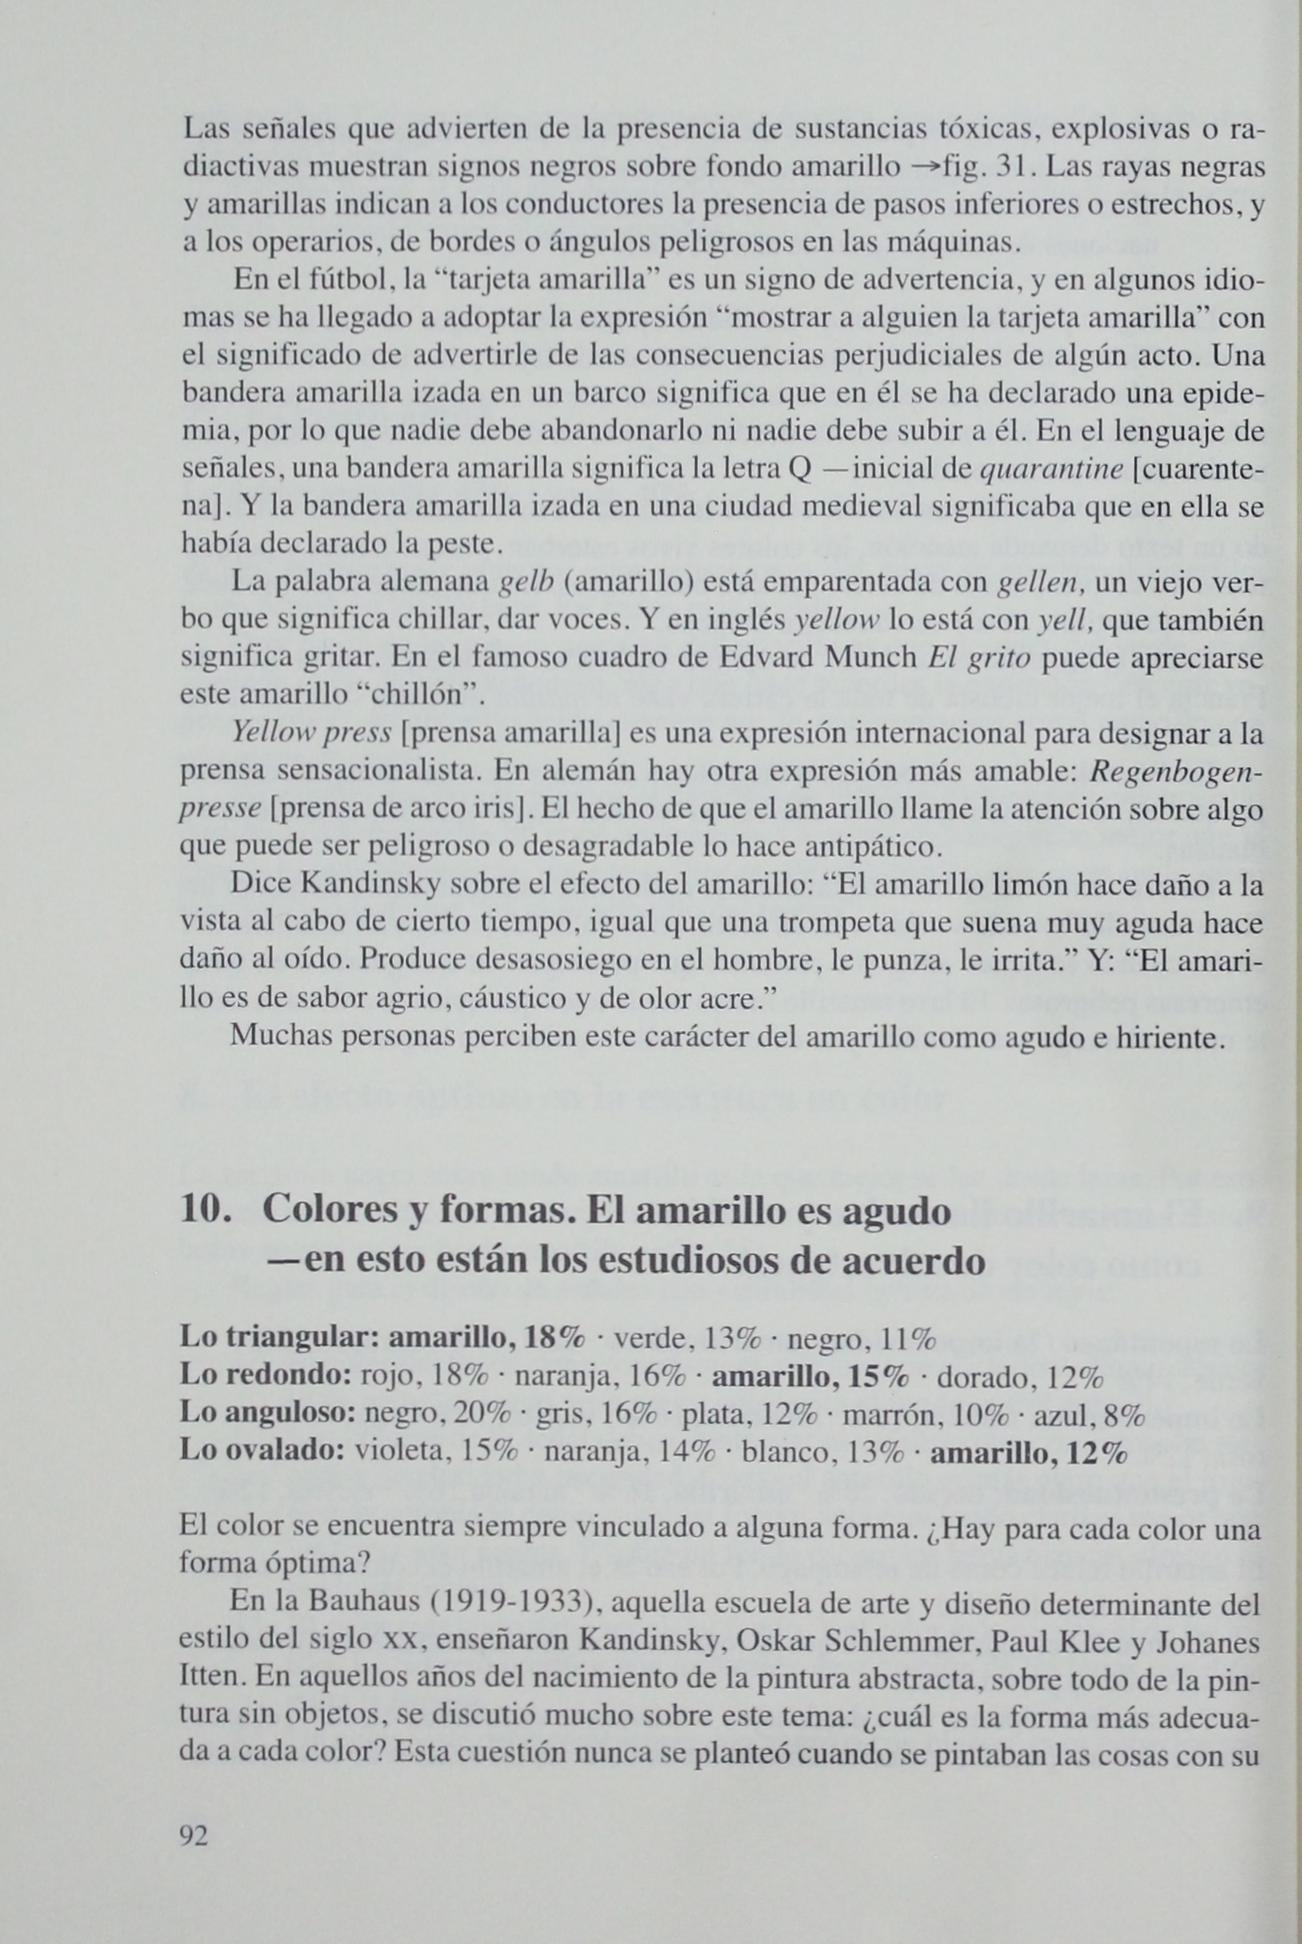 Las señales que advierten de la presencia de sustancias tóxicas, explosivas o ra-
diactivas muestran signos negros sobre fondo amarillo →fig. 31. Las rayas negras
y amarillas indican a los conductores la presencia de pasos inferiores o estrechos, y
a los operarios, de bordes o ángulos peligrosos en las máquinas.
En el fútbol, la “tarjeta amarilla” es un signo de advertencia, y en algunos idio-
mas se ha llegado a adoptar la expresión “mostrar a alguien la tarjeta amarilla” con
el significado de advertirle de las consecuencias perjudiciales de algún acto. Una
bandera amarilla izada en un barco significa que en él se ha declarado una epide-
mia, por lo que nadie debe abandonarlo ni nadie debe subir a él. En el lenguaje de
señales, una bandera amarilla significa la letra Q —inicial de quarantine [cuarente-
na]. Y la bandera amarilla izada en una ciudad medieval significaba que en ella se
había declarado la peste.
La palabra alemana gelb (amarillo) está emparentada con gellen, un viejo ver-
bo que significa chillar, dar voces. Y en inglés yellow lo está con yell, que también
significa gritar. En el famoso cuadro de Edvard Munch El grito puede apreciarse
este amarillo “chillón”.
Yellow press [prensa amarilla] es una expresión internacional para designar a la
prensa sensacionalista. En alemán hay otra expresión más amable: Regenbogen-
presse [prensa de arco iris]. El hecho de que el amarillo llame la atención sobre algo
que puede ser peligroso o desagradable lo hace antipático.
Dice Kandinsky sobre el efecto del amarillo: “El amarillo limón hace daño a la
vista al cabo de cierto tiempo, igual que una trompeta que suena muy aguda hace
daño al oído. Produce desasosiego en el hombre, le punza, le irrita.” Y: “El amari-
llo es de sabor agrio, cáustico y de olor acre.”
Muchas personas perciben este carácter del amarillo como agudo e hiriente.
10. Colores y formas. El amarillo es agudo
—en esto están los estudiosos de acuerdo
Lo triangular: amarillo, 18% · verde, 13% · negro, 11%
Lo redondo: rojo, 18% · naranja, 16% · amarillo, 15% · dorado, 12%
Lo anguloso: negro, 20% · gris, 16% · plata, 12% · marrón, 10% · azul, 8%
Lo ovalado: violeta, 15% · naranja, 14% · blanco, 13% · amarillo, 12%
El color se encuentra siempre vinculado a alguna forma. ¿Hay para cada color una
forma óptima?
En la Bauhaus (1919-1933), aquella escuela de arte y diseño determinante del
estilo del siglo XX, enseñaron Kandinsky, Oskar Schlemmer, Paul Klee y Johanes
Itten. En aquellos años del nacimiento de la pintura abstracta, sobre todo de la pin-
tura sin objetos, se discutió mucho sobre este tema: ¿cuál es la forma más adecua-
da a cada color? Esta cuestión nunca se planteó cuando se pintaban las cosas con su
92